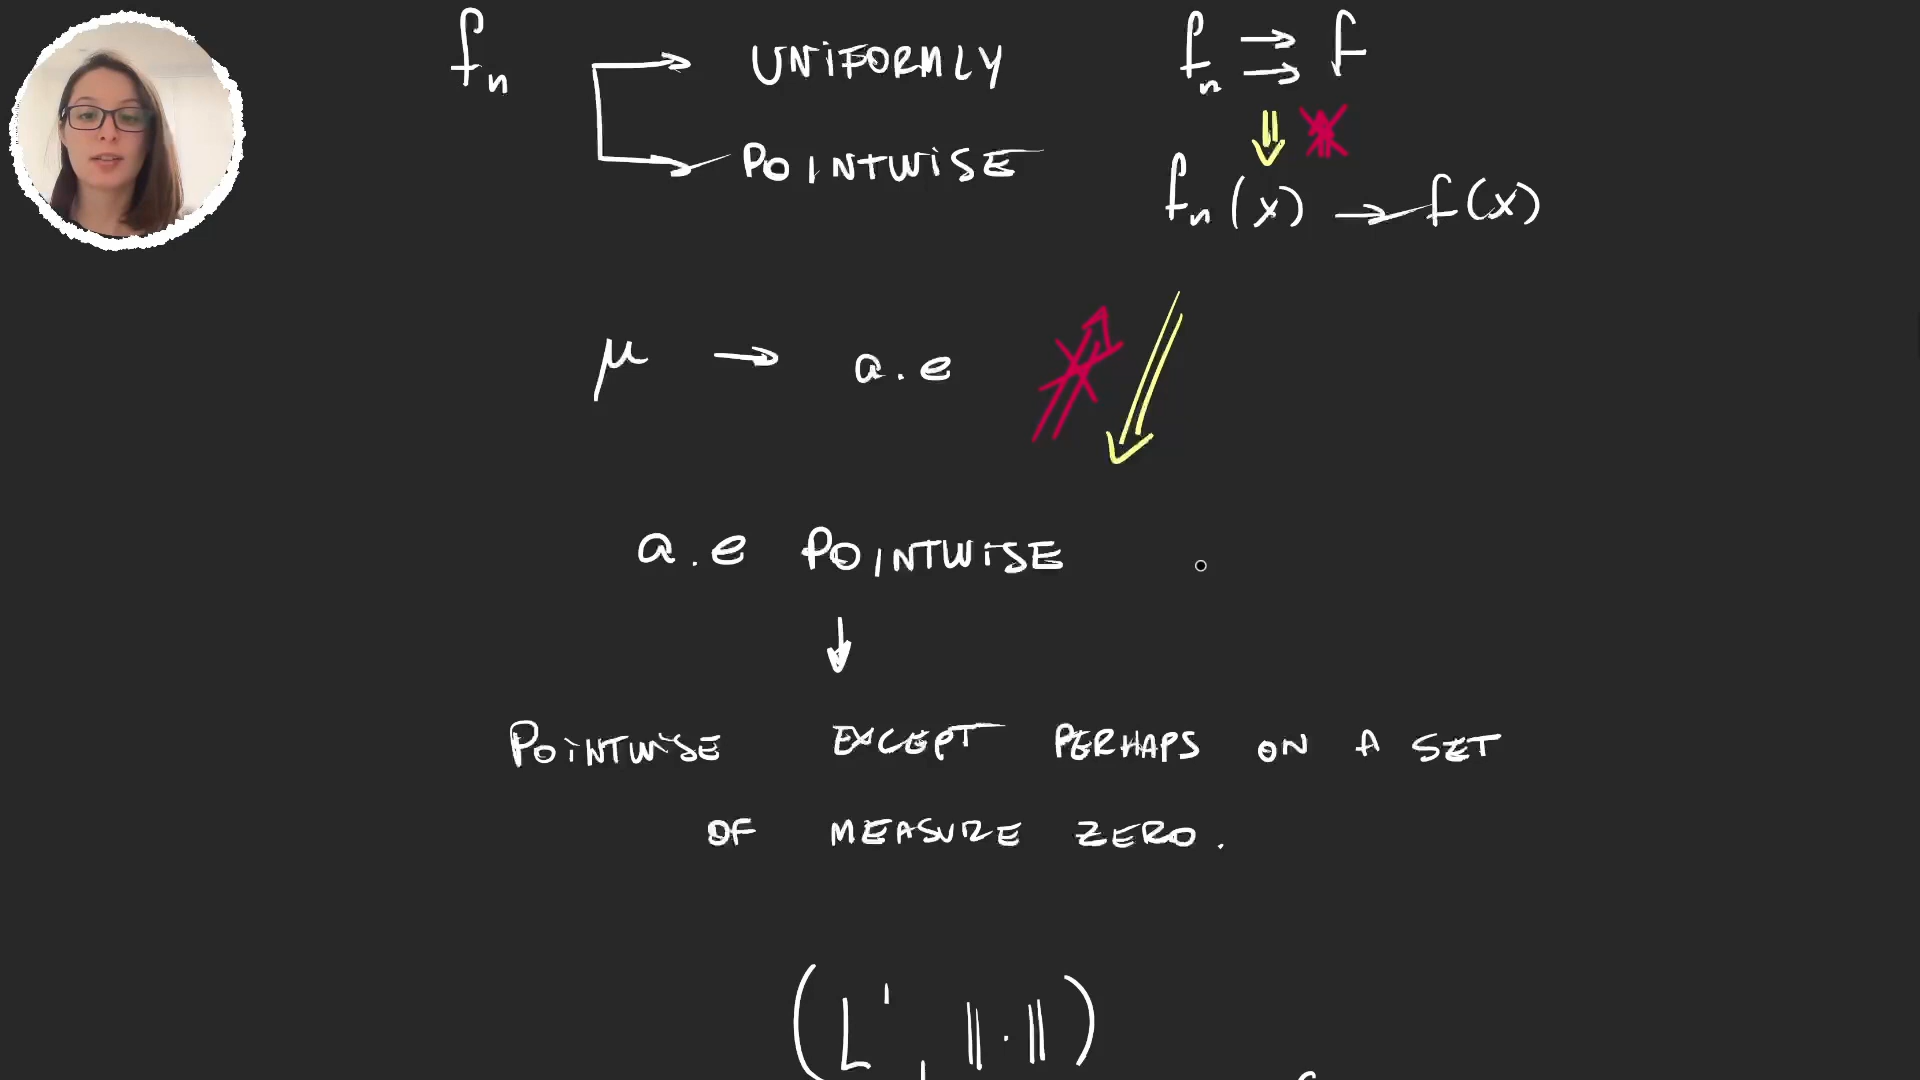 fn → UNIFORMLY fn ⇉ f
⇓
→ POINTWISE fn(x) → f(x)
μ → a.e
a.e POINTWISE
↓
POINTWISE EXCEPT PERHAPS ON A SET
OF MEASURE ZERO.
(L¹, ‖·‖)